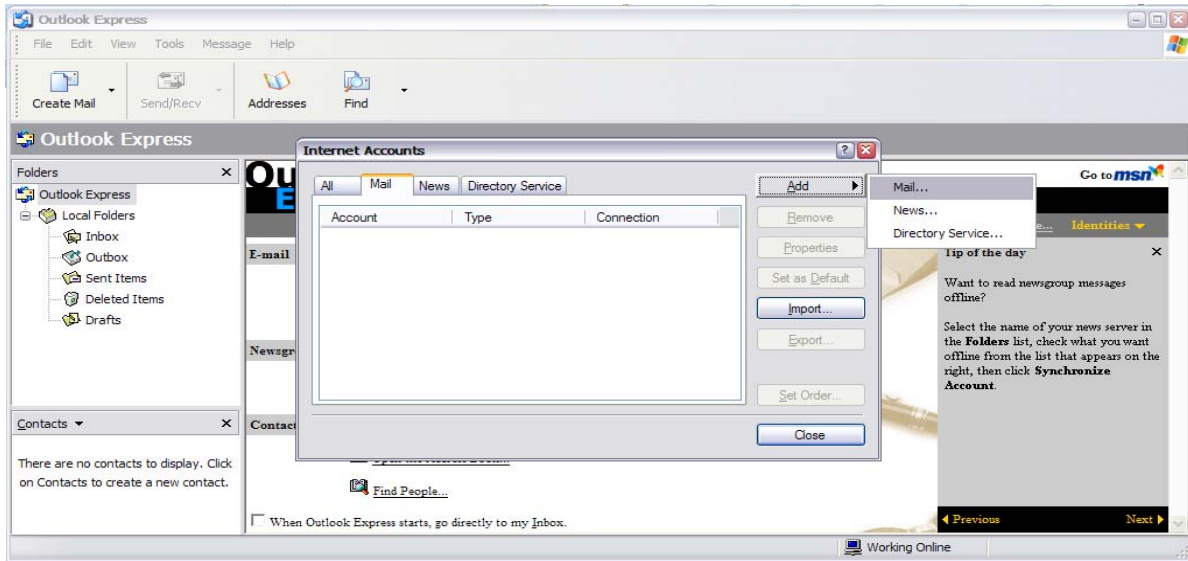 Outlook Express
File Edit View Tools Message Help
Create Mail Send/Recv Addresses Find
Outlook Express
Folders
Outlook Express
Local Folders
Inbox
Outbox
Sent Items
Deleted Items
Drafts
Contacts
There are no contacts to display. Click
on Contacts to create a new contact.
Internet Accounts
All Mail News Directory Service
Account Type Connection
Add
Remove
Properties
Set as Default
Import...
Export...
Set Order...
Close
Mail...
News...
Directory Service...
Go to msn
Identities
E-mail
Find People...
When Outlook Express starts, go directly to my Inbox.
Tip of the day
Want to read newsgroup messages
offline?
Select the name of your news server in
the Folders list, check what you want
offline from the list that appears on the
right, then click Synchronize
Account.
Previous Next
Working Online